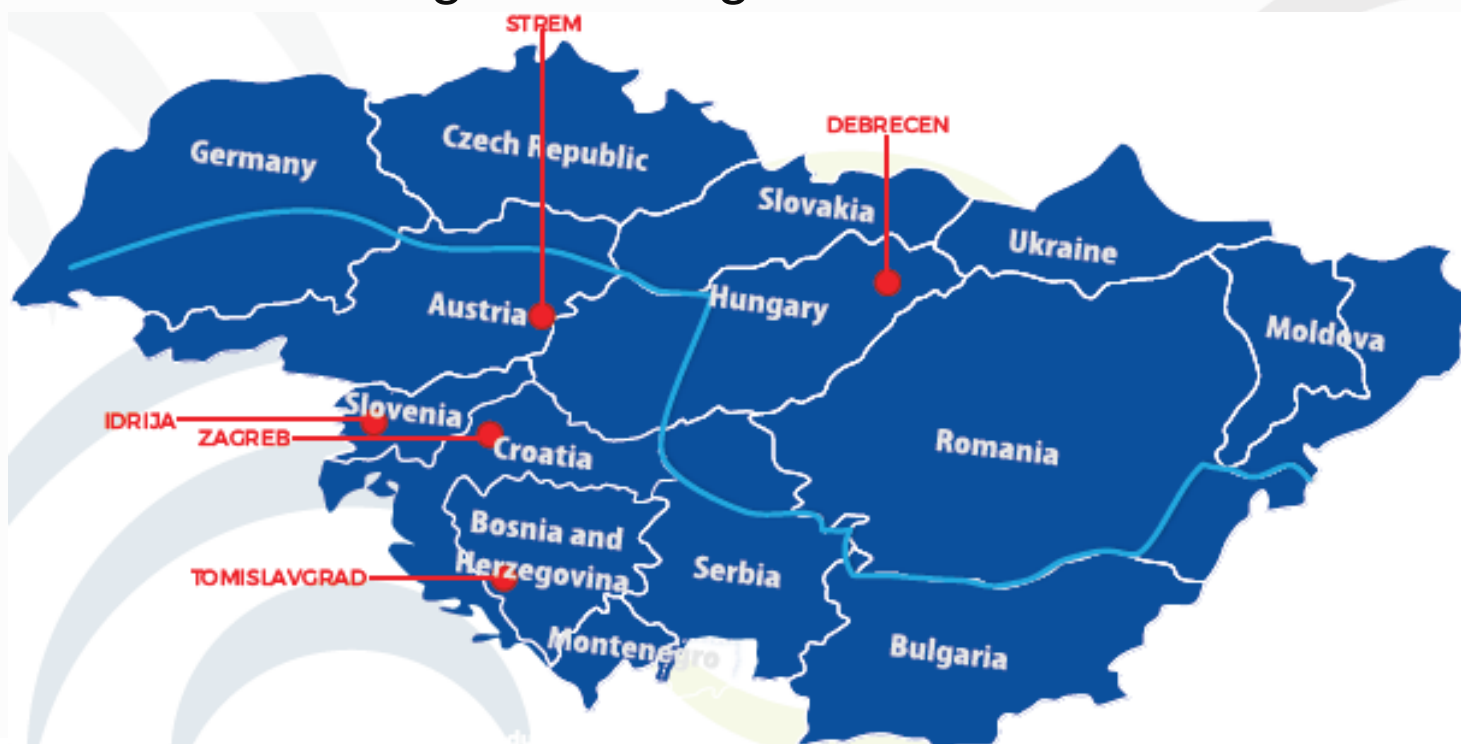 STREM
DEBRECEN
Czech Republic
Germany
Slovakia
Ukraine
Austria
Hungary
Moldova
IDRIJA
Slovenia
ZAGREB
Croatia
Romania
Bosnia and
Herzegovina
TOMISLAVGRAD
Serbia
Montenegro
Bulgaria